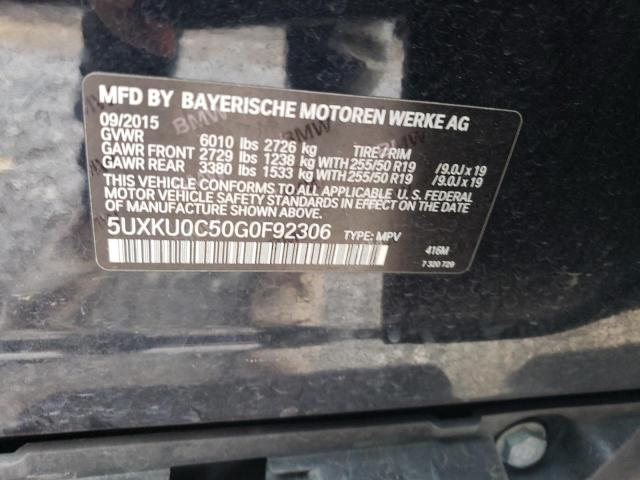 MFD BY BAYERISCHE MOTOREN WERKE AG
09/2015
GVWR 6010 lbs 2726 kg TIRE/RIM
GAWR FRONT 2729 lbs 1238 kg WITH 255/50 R19 /9.0J x 19
GAWR REAR 3380 lbs 1533 kg WITH 255/50 R19 /9.0J x 19
THIS VEHICLE CONFORMS TO ALL APPLICABLE U.S. FEDERAL
MOTOR VEHICLE SAFETY STANDARDS IN EFFECT ON THE DATE
OF MANUFACTURE SHOWN ABOVE.
5UXKU0C50G0F92306 TYPE: MPV 416M
7 320 729
BMW
BMW